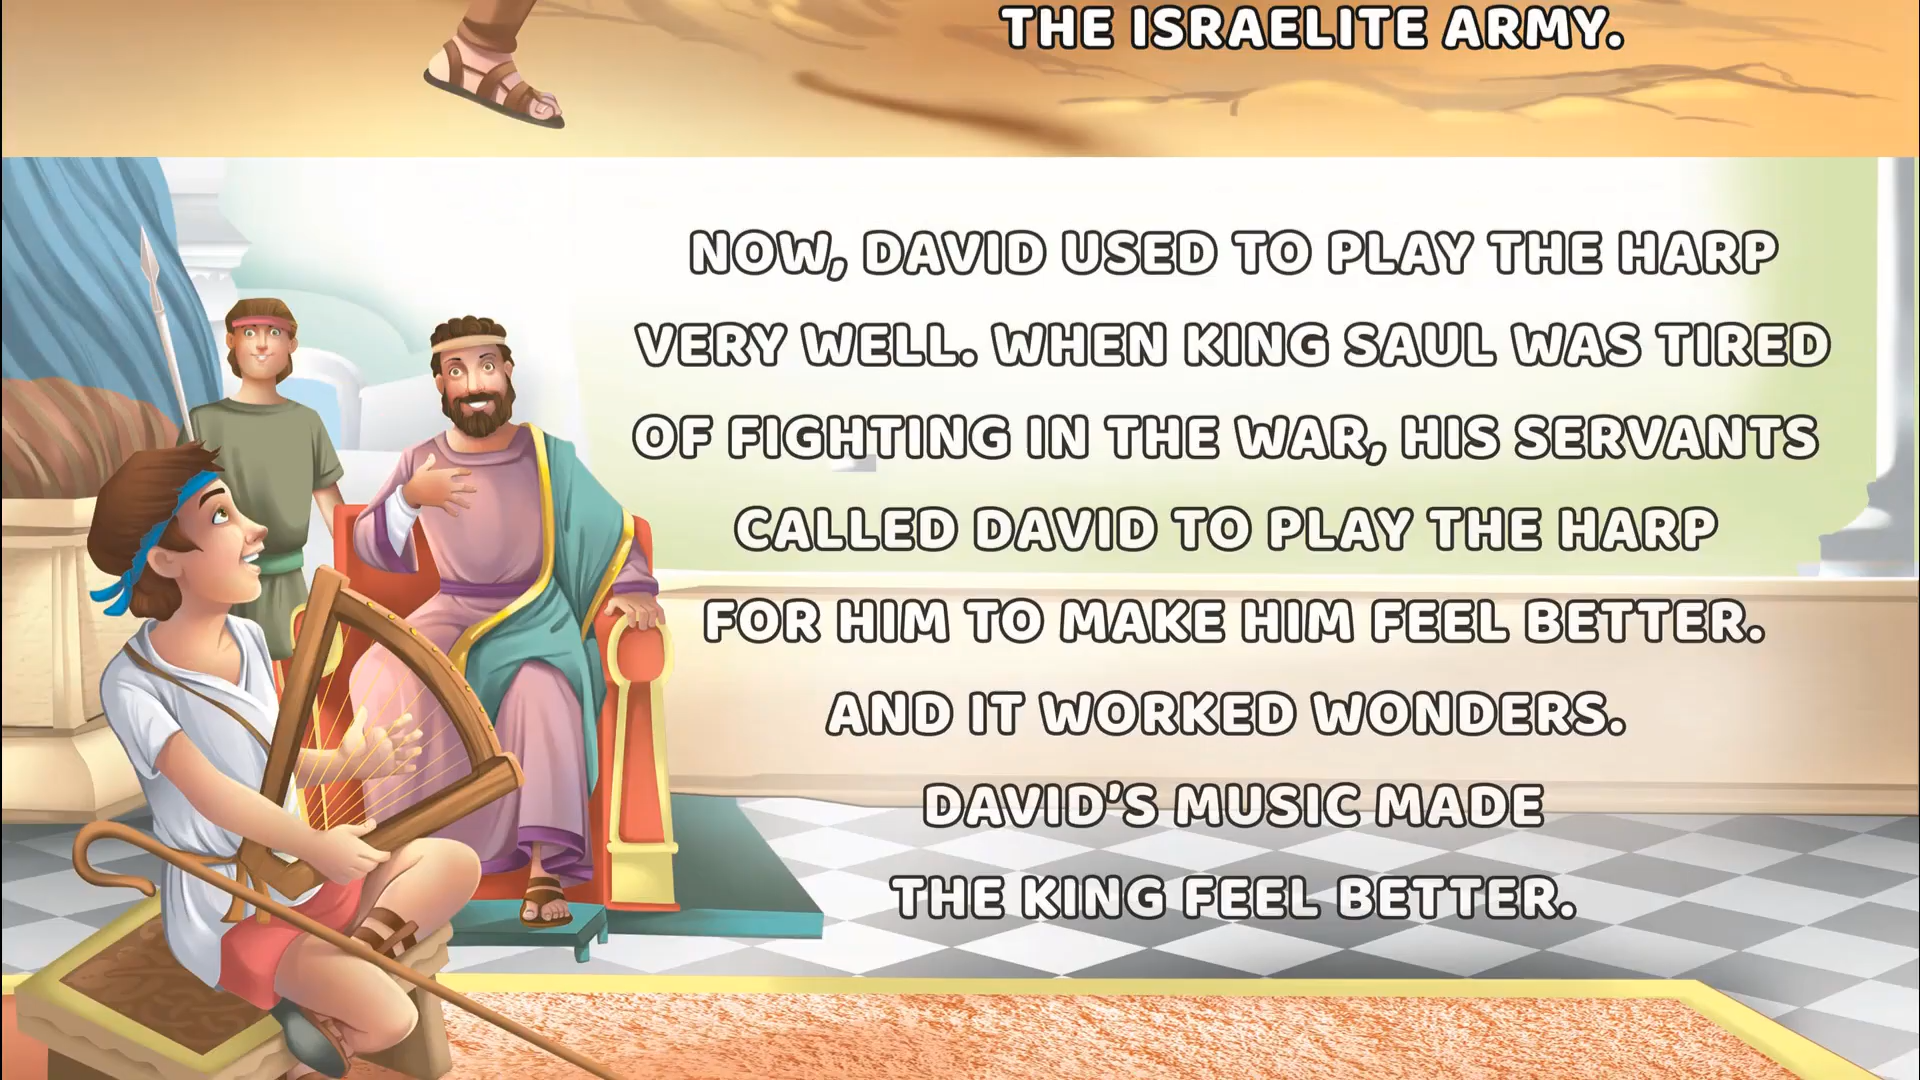 THE ISRAELITE ARMY.
NOW, DAVID USED TO PLAY THE HARP
VERY WELL. WHEN KING SAUL WAS TIRED
OF FIGHTING IN THE WAR, HIS SERVANTS
CALLED DAVID TO PLAY THE HARP
FOR HIM TO MAKE HIM FEEL BETTER.
AND IT WORKED WONDERS.
DAVID'S MUSIC MADE
THE KING FEEL BETTER.